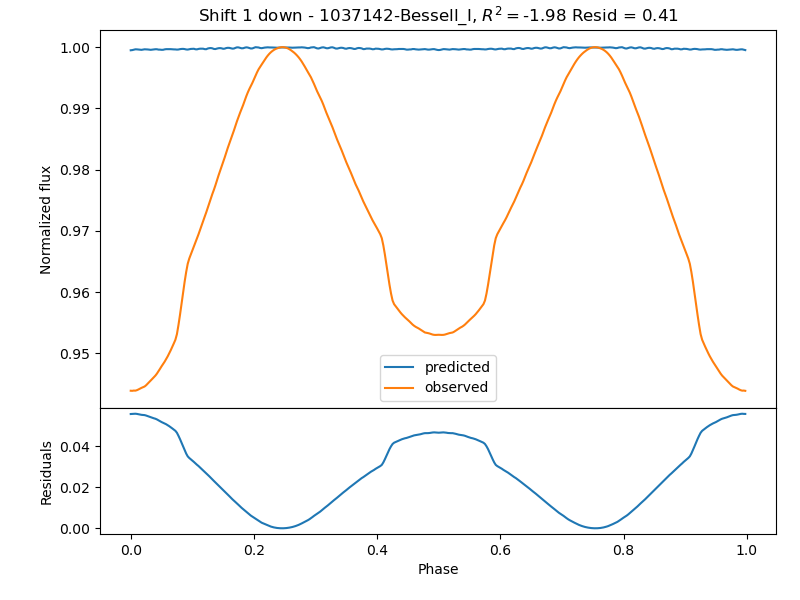 Shift 1 down - 1037142-Bessell_I, R² = -1.98 Resid = 0.41
1.00
0.99
0.98
0.97
0.96
0.95
Normalized flux
predicted
observed
0.04
0.02
0.00
Residuals
0.0 0.2 0.4 0.6 0.8 1.0
Phase